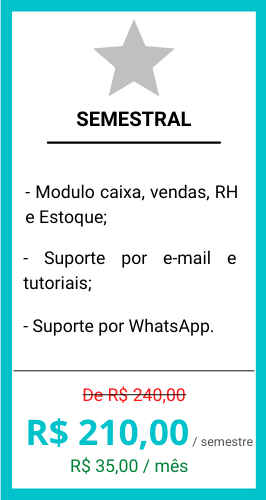 SEMESTRAL
- Modulo caixa, vendas, RH
e Estoque;
- Suporte por e-mail e
tutoriais;
- Suporte por WhatsApp.
De R$ 240,00
R$ 210,00 / semestre
R$ 35,00 / mês